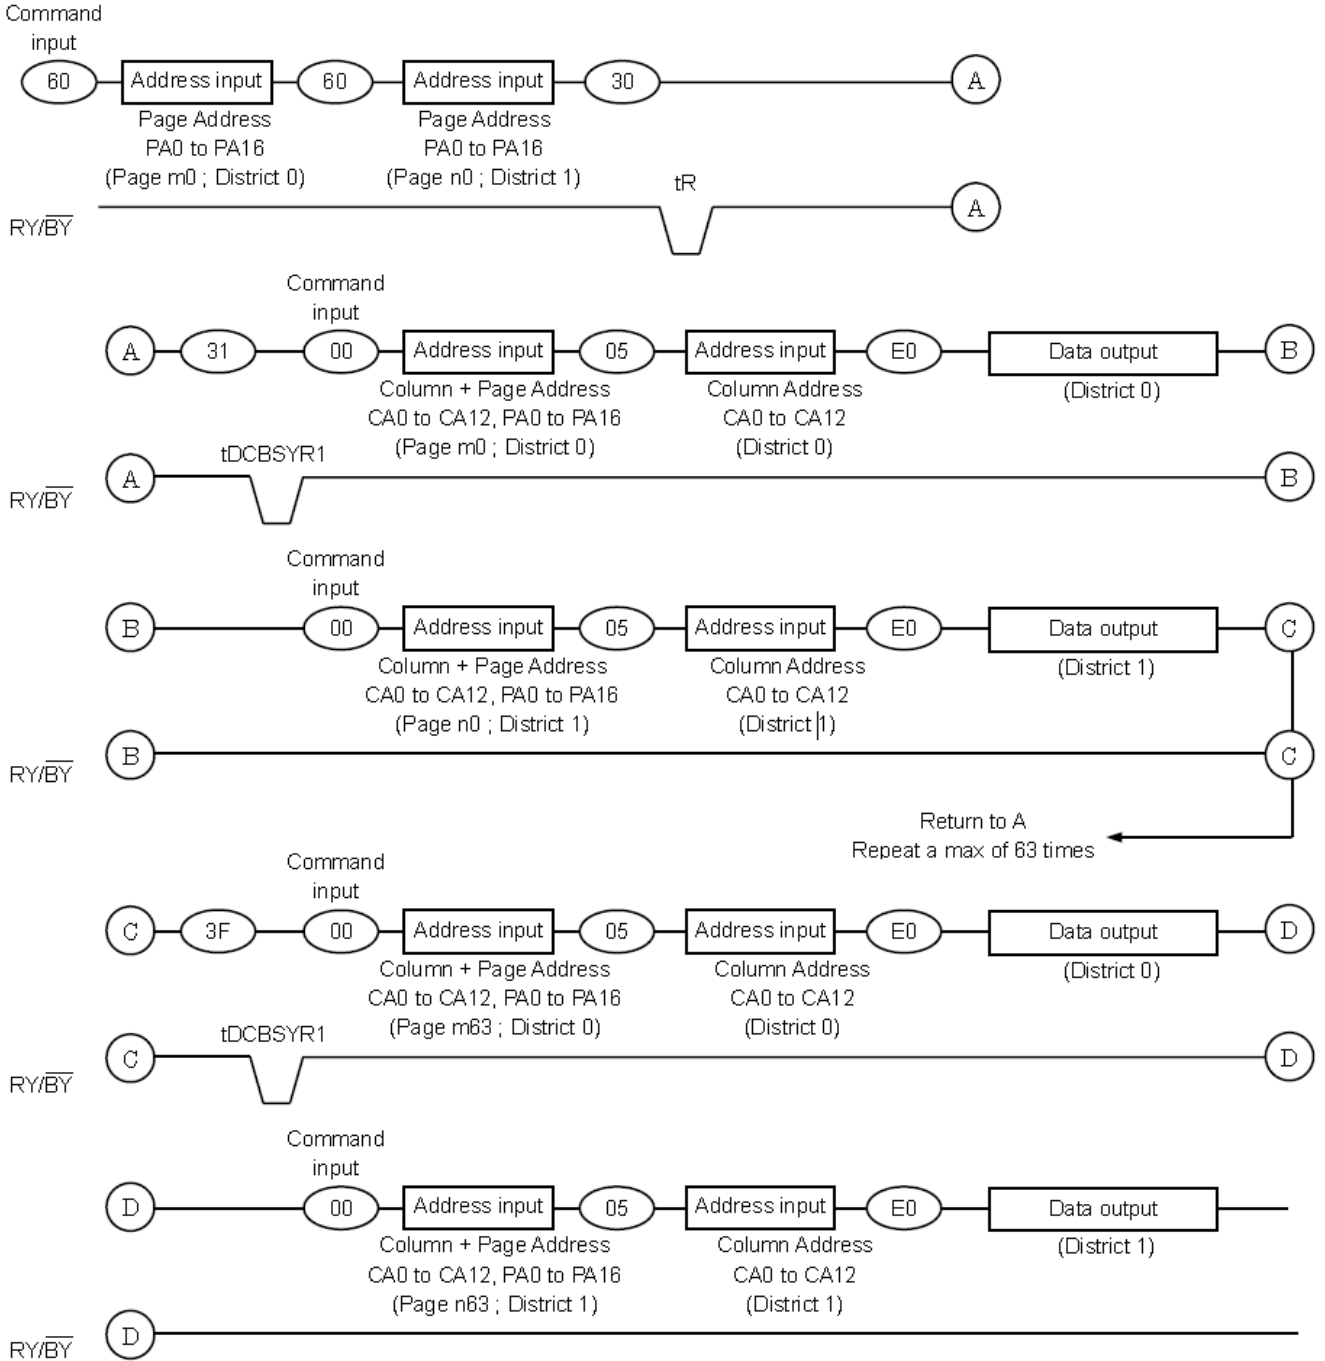 Command
input
60 Address input 60 Address input 30 A
Page Address Page Address
PA0 to PA16 PA0 to PA16
(Page m0 ; District 0) (Page n0 ; District 1)
tR
RY/BY A
Command
input
A 31 00 Address input 05 Address input E0 Data output B
Column + Page Address Column Address (District 0)
CA0 to CA12, PA0 to PA16 CA0 to CA12
(Page m0 ; District 0) (District 0)
tDCBSYR1
RY/BY A B
Command
input
B 00 Address input 05 Address input E0 Data output C
Column + Page Address Column Address (District 1)
CA0 to CA12, PA0 to PA16 CA0 to CA12
(Page n0 ; District 1) (District 1)
RY/BY B C
Return to A
Repeat a max of 63 times
Command
input
C 3F 00 Address input 05 Address input E0 Data output D
Column + Page Address Column Address (District 0)
CA0 to CA12, PA0 to PA16 CA0 to CA12
(Page m63 ; District 0) (District 0)
tDCBSYR1
RY/BY C D
Command
input
D 00 Address input 05 Address input E0 Data output
Column + Page Address Column Address (District 1)
CA0 to CA12, PA0 to PA16 CA0 to CA12
(Page n63 ; District 1) (District 1)
RY/BY D